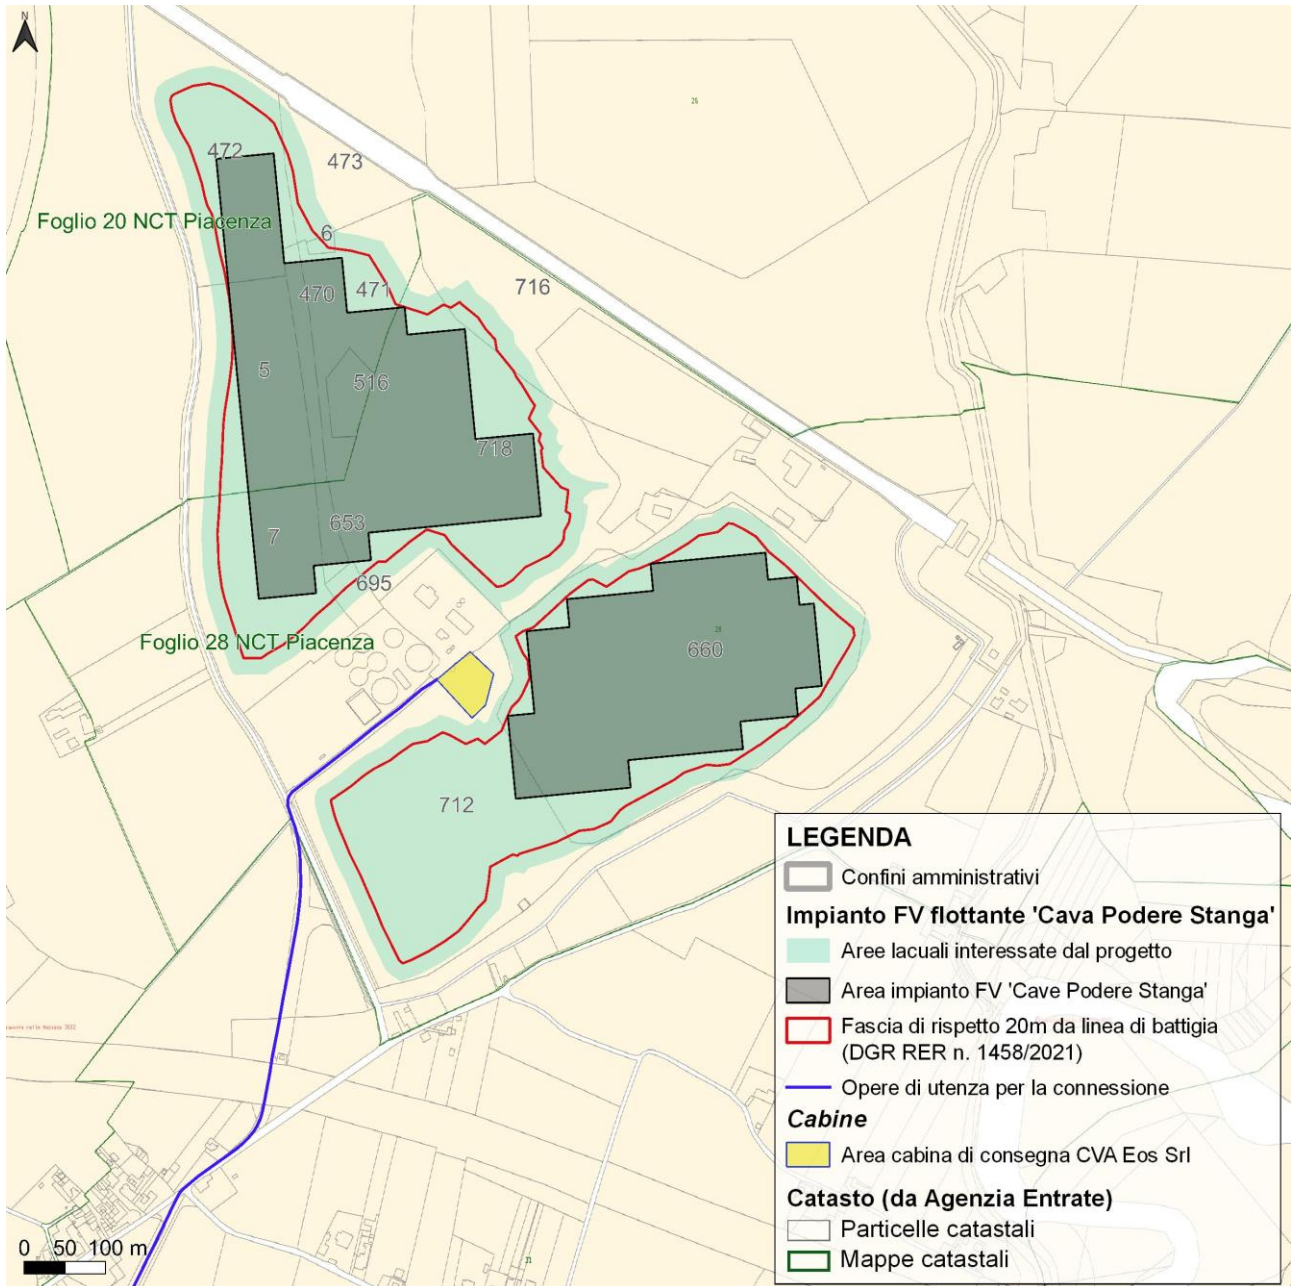 N
26
472
473
Foglio 20 NCT Piacenza
6
470
471
716
5
516
718
7
653
695
Foglio 28 NCT Piacenza
28
660
712
LEGENDA
Confini amministrativi
Impianto FV flottante 'Cava Podere Stanga'
Aree lacuali interessate dal progetto
Area impianto FV 'Cave Podere Stanga'
Fascia di rispetto 20m da linea di battigia
(DGR RER n. 1458/2021)
Opere di utenza per la connessione
Cabine
Area cabina di consegna CVA Eos Srl
Catasto (da Agenzia Entrate)
Particelle catastali
Mappe catastali
0 50 100 m